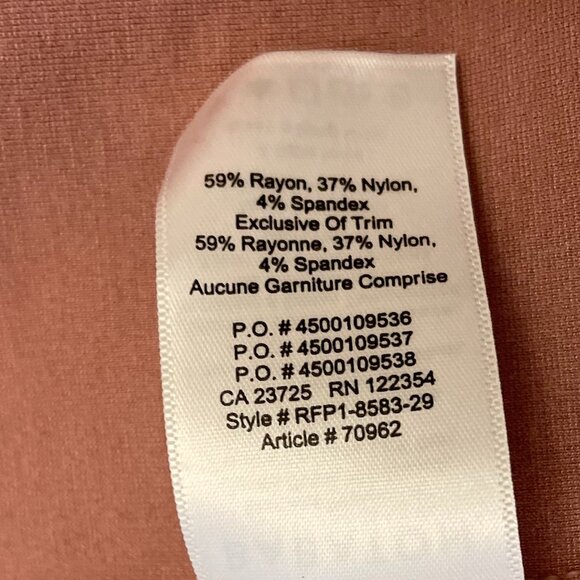 59% Rayon, 37% Nylon,
4% Spandex
Exclusive Of Trim
59% Rayonne, 37% Nylon,
4% Spandex
Aucune Garniture Comprise
P.O. # 4500109536
P.O. # 4500109537
P.O. # 4500109538
CA 23725 RN 122354
Style # RFP1-8583-29
Article # 70962